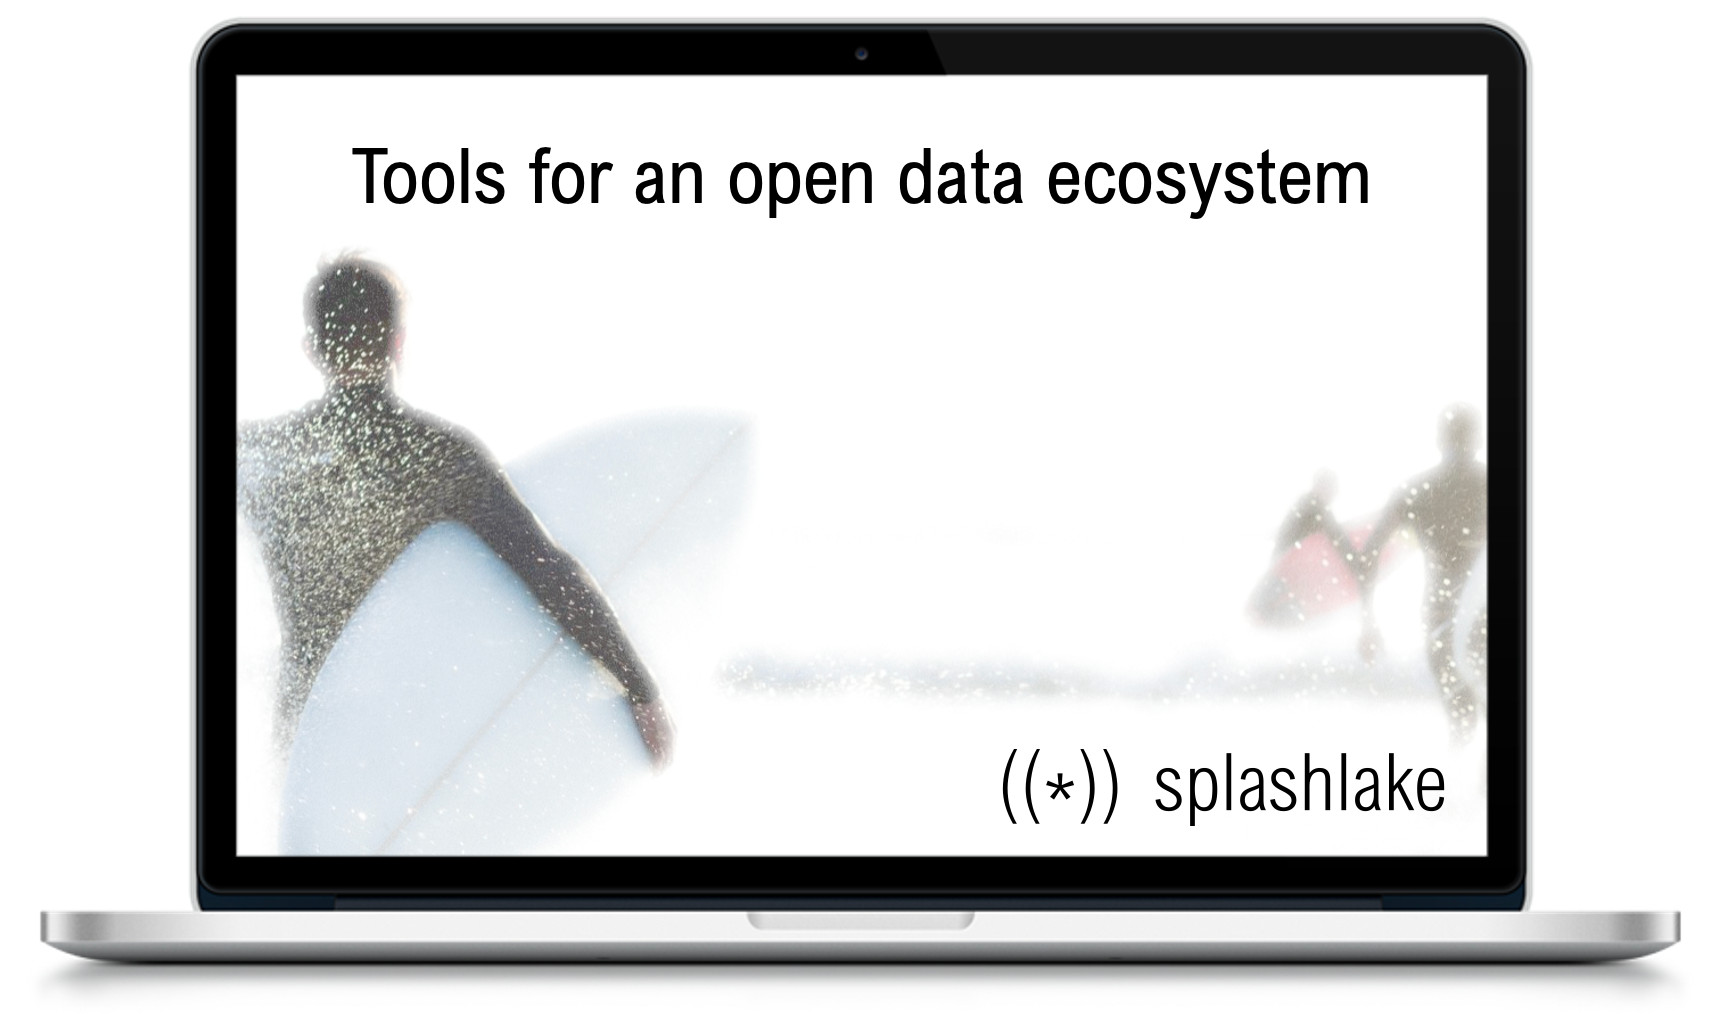 Tools for an open data ecosystem
((*)) splashlake